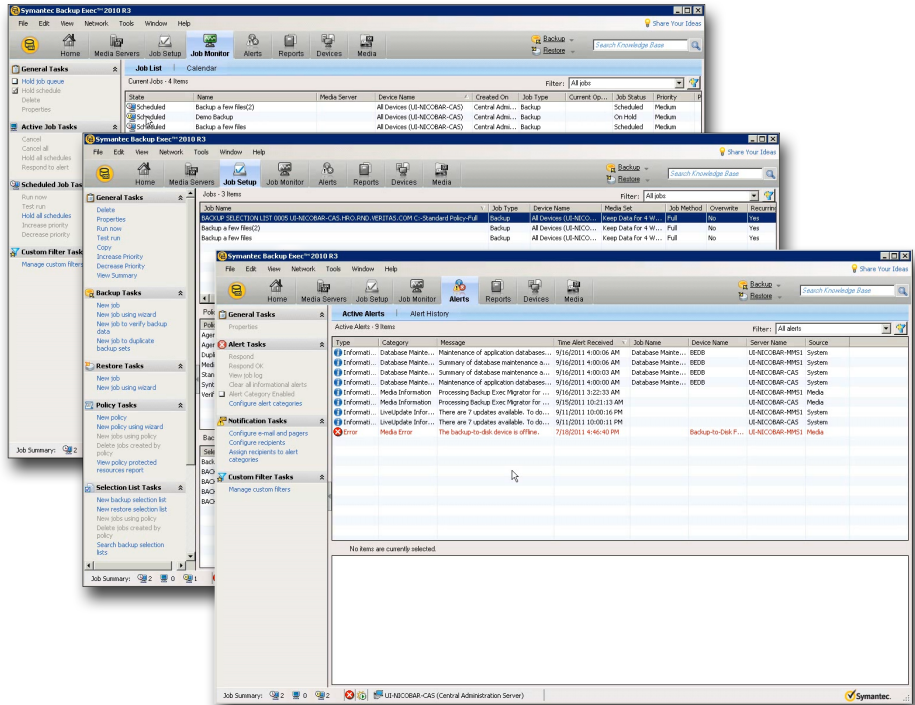 Symantec Backup Exec™ 2010 R3
File Edit View Network Tools Window Help
Share Your Ideas
Home Media Servers Job Setup Job Monitor Alerts Reports Devices Media
Backup
Restore
Search Knowledge Base
General Tasks
Hold job queue
Hold schedule
Delete
Properties
Active Job Tasks
Cancel
Cancel all
Hold all schedules
Respond to alert
Scheduled Job Tas
Run now
Test run
Hold all schedules
Increase priority
Decrease priority
Custom Filter Task
Manage custom filters
Job Summary: 2
Job List Calendar
Current Jobs - 4 Items
Filter: All jobs
State Name Media Server Device Name Created On Job Type Current Op... Job Status Priority P
Scheduled Backup a few files(2) All Devices (UI-NICOBAR-CAS) Central Admi... Backup Scheduled Medium
Scheduled Demo Backup All Devices (UI-NICOBAR-CAS) Central Admi... Backup On Hold Medium
Scheduled Backup a few files All Devices (UI-NICOBAR-CAS) Central Admi... Backup Scheduled Medium
Symantec Backup Exec™ 2010 R3
File Edit View Network Tools Window Help
Share Your Ideas
Home Media Servers Job Setup Job Monitor Alerts Reports Devices Media
Backup
Restore
Search Knowledge Base
General Tasks
Delete
Properties
Run now
Test run
Copy
Increase Priority
Decrease Priority
View Summary
Backup Tasks
New job
New job using wizard
New job to verify backup
data
New job to duplicate
backup sets
Restore Tasks
New job
New job using wizard
Policy Tasks
New policy
New policy using wizard
New jobs using policy
Delete jobs created by
policy
View policy protected
resources report
Selection List Tasks
New backup selection list
New restore selection list
New jobs using policy
Delete jobs created by
policy
Search backup selection
lists
Job Summary: 2 0 1
Jobs - 3 Items
Filter: All jobs
Job Name Job Type Device Name Media Set Job Method Overwrite Recurrin
BACKUP SELECTION LIST 0005 UI-NICOBAR-CAS.HRO.RND.VERITAS.COM C:-Standard Policy-Full Backup All Devices (UI-NICO... Keep Data for 4 W... Full No Yes
Backup a few files(2) Backup All Devices (UI-NICO... Keep Data for 4 W... Full No Yes
Backup a few files Backup All Devices (UI-NICO... Keep Data for 4 W... Full No Yes
Polic
Polic
Ager
Ager
Dupli
Medi
Stan
Synt
Verif
Bac
Sele
Back
BACK
BACK
BACK
BACK
Symantec Backup Exec™ 2010 R3
File Edit View Network Tools Window Help
Share Your Ideas
Home Media Servers Job Setup Job Monitor Alerts Reports Devices Media
Backup
Restore
Search Knowledge Base
General Tasks
Properties
Alert Tasks
Respond
Respond OK
View job log
Clear all informational alerts
Alert Category Enabled
Configure alert categories
Notification Tasks
Configure e-mail and pagers
Configure recipients
Assign recipients to alert
categories
Custom Filter Tasks
Manage custom filters
Active Alerts Alert History
Active Alerts - 9 Items
Filter: All alerts
Type Category Message Time Alert Received Job Name Device Name Server Name Source
Informati... Database Mainte... Maintenance of application databases... 9/16/2011 4:00:06 AM Database Mainte... BEDB UI-NICOBAR-MMS1 System
Informati... Database Mainte... Summary of database maintenance a... 9/16/2011 4:00:06 AM Database Mainte... BEDB UI-NICOBAR-MMS1 System
Informati... Database Mainte... Summary of database maintenance a... 9/16/2011 4:00:03 AM Database Mainte... BEDB UI-NICOBAR-CAS System
Informati... Database Mainte... Maintenance of application databases... 9/16/2011 4:00:00 AM Database Mainte... BEDB UI-NICOBAR-CAS System
Informati... Media Information Processing Backup Exec Migrator for ... 9/16/2011 3:22:33 AM UI-NICOBAR-MMS1 Media
Informati... Media Information Processing Backup Exec Migrator for ... 9/15/2011 10:21:13 AM UI-NICOBAR-CAS Media
Informati... LiveUpdate Infor... There are 7 updates available. To do... 9/11/2011 10:00:16 PM UI-NICOBAR-MMS1 System
Informati... LiveUpdate Infor... There are 7 updates available. To do... 9/11/2011 10:00:11 PM UI-NICOBAR-CAS System
Error Media Error The backup-to-disk device is offline. 7/18/2011 4:46:40 PM Backup-to-Disk F... UI-NICOBAR-MMS1 Media
No items are currently selected.
Job Summary: 2 0 2 UI-NICOBAR-CAS (Central Administration Server)
Symantec.